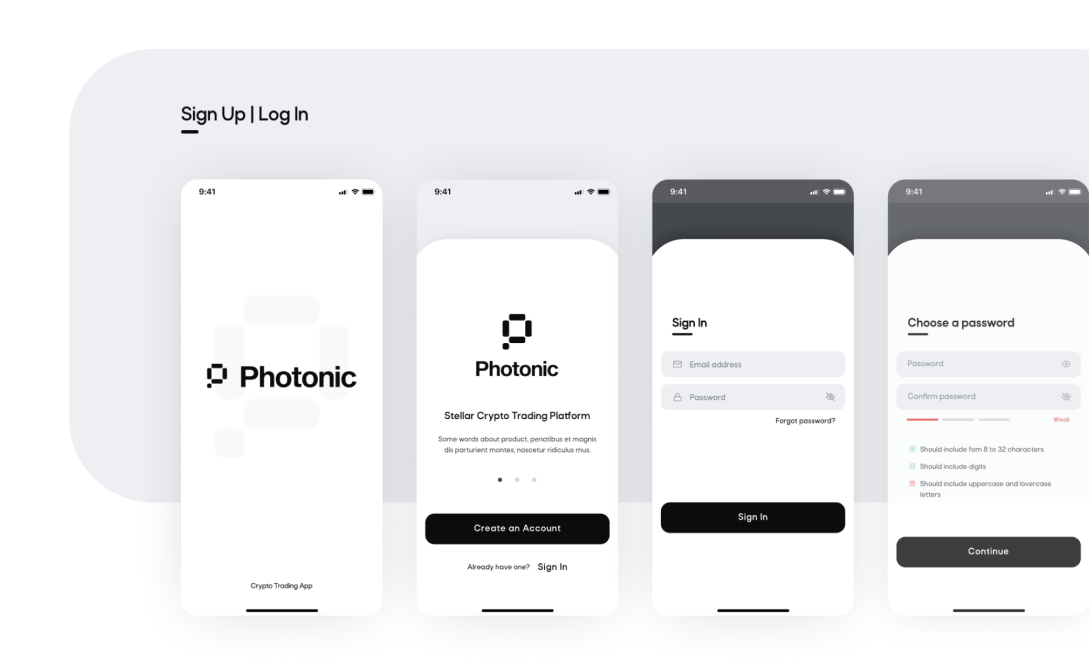 Sign Up | Log In
9:41
Photonic
Crypto Trading App
9:41
Photonic
Stellar Crypto Trading Platform
Some words about product, penatibus et magnis
dis parturient montes, nascetur ridiculus mus.
Create an Account
Already have one? Sign In
9:41
Sign In
Email address
Password
Forgot password?
Sign In
9:41
Choose a password
Password
Confirm password
Weak
Should include fom 8 to 32 characters
Should include digits
Should include uppercase and lovercase
letters
Continue